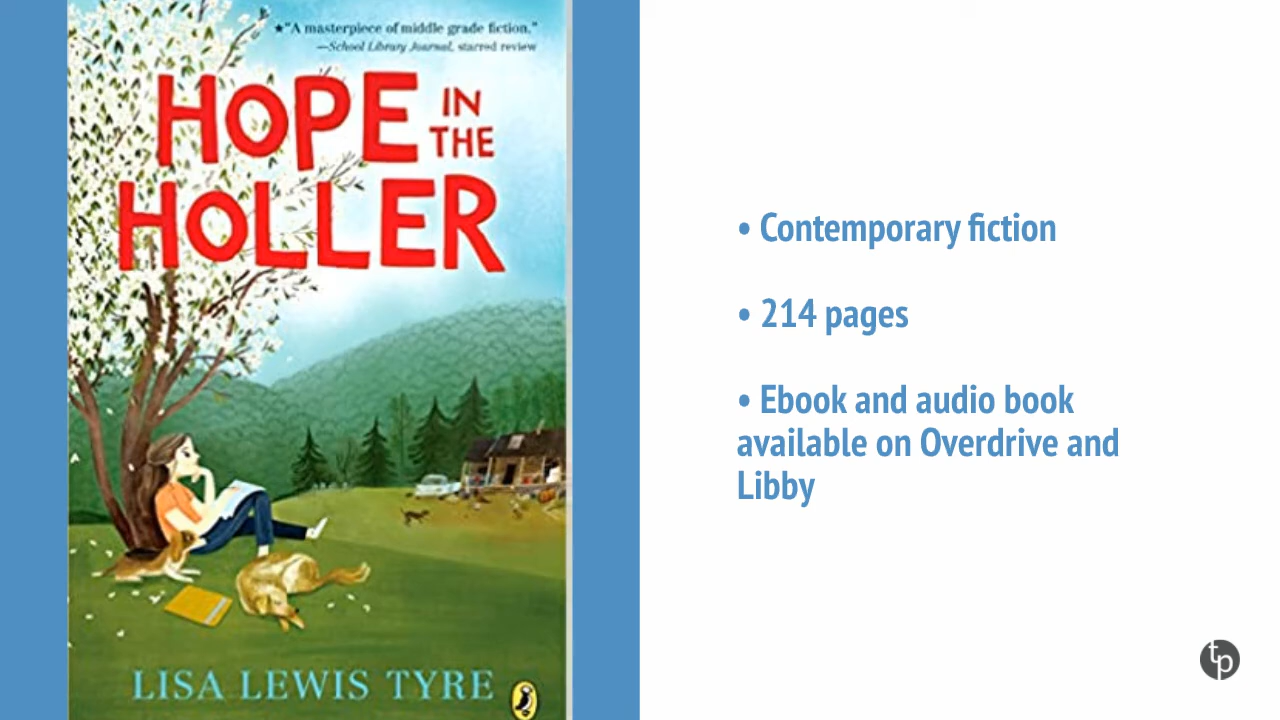 ★"A masterpiece of middle grade fiction."
—School Library Journal, starred review
HOPE IN THE
HOLLER
LISA LEWIS TYRE
• Contemporary fiction
• 214 pages
• Ebook and audio book
available on Overdrive and
Libby
tp